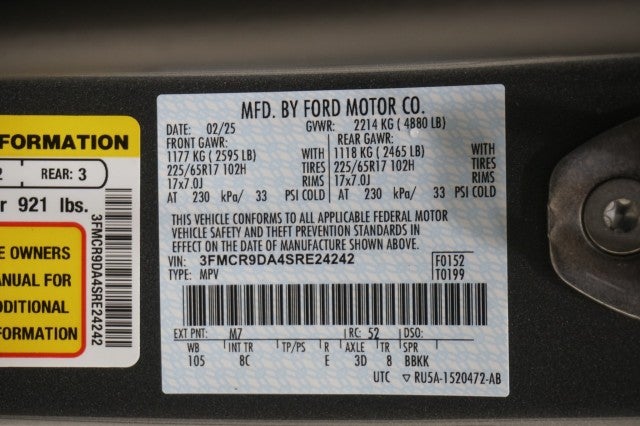 FORMATION
2 REAR: 3
r 921 lbs.
E OWNERS
ANUAL FOR
DDITIONAL
FORMATION
3FMCR9DA4SRE24242
MFD. BY FORD MOTOR CO.
DATE: 02/25 GVWR: 2214 KG ( 4880 LB)
FRONT GAWR: REAR GAWR:
1177 KG ( 2595 LB) WITH 1118 KG ( 2465 LB) WITH
225/65R17 102H TIRES 225/65R17 102H TIRES
17x7.0J RIMS 17x7.0J RIMS
AT 230 kPa/ 33 PSI COLD AT 230 kPa/ 33 PSI COLD
THIS VEHICLE CONFORMS TO ALL APPLICABLE FEDERAL MOTOR
VEHICLE SAFETY AND THEFT PREVENTION STANDARDS IN
EFFECT ON THE DATE OF MANUFACTURE SHOWN ABOVE.
VIN: 3FMCR9DA4SRE24242 F0152
TYPE: MPV T0199
EXT PNT: M7 RC: 52 DSO:
WB INT TR TP/PS R AXLE TR SPR
105 8C E 3D 8 BBKK
UTC ▽ RU5A-1520472-AB